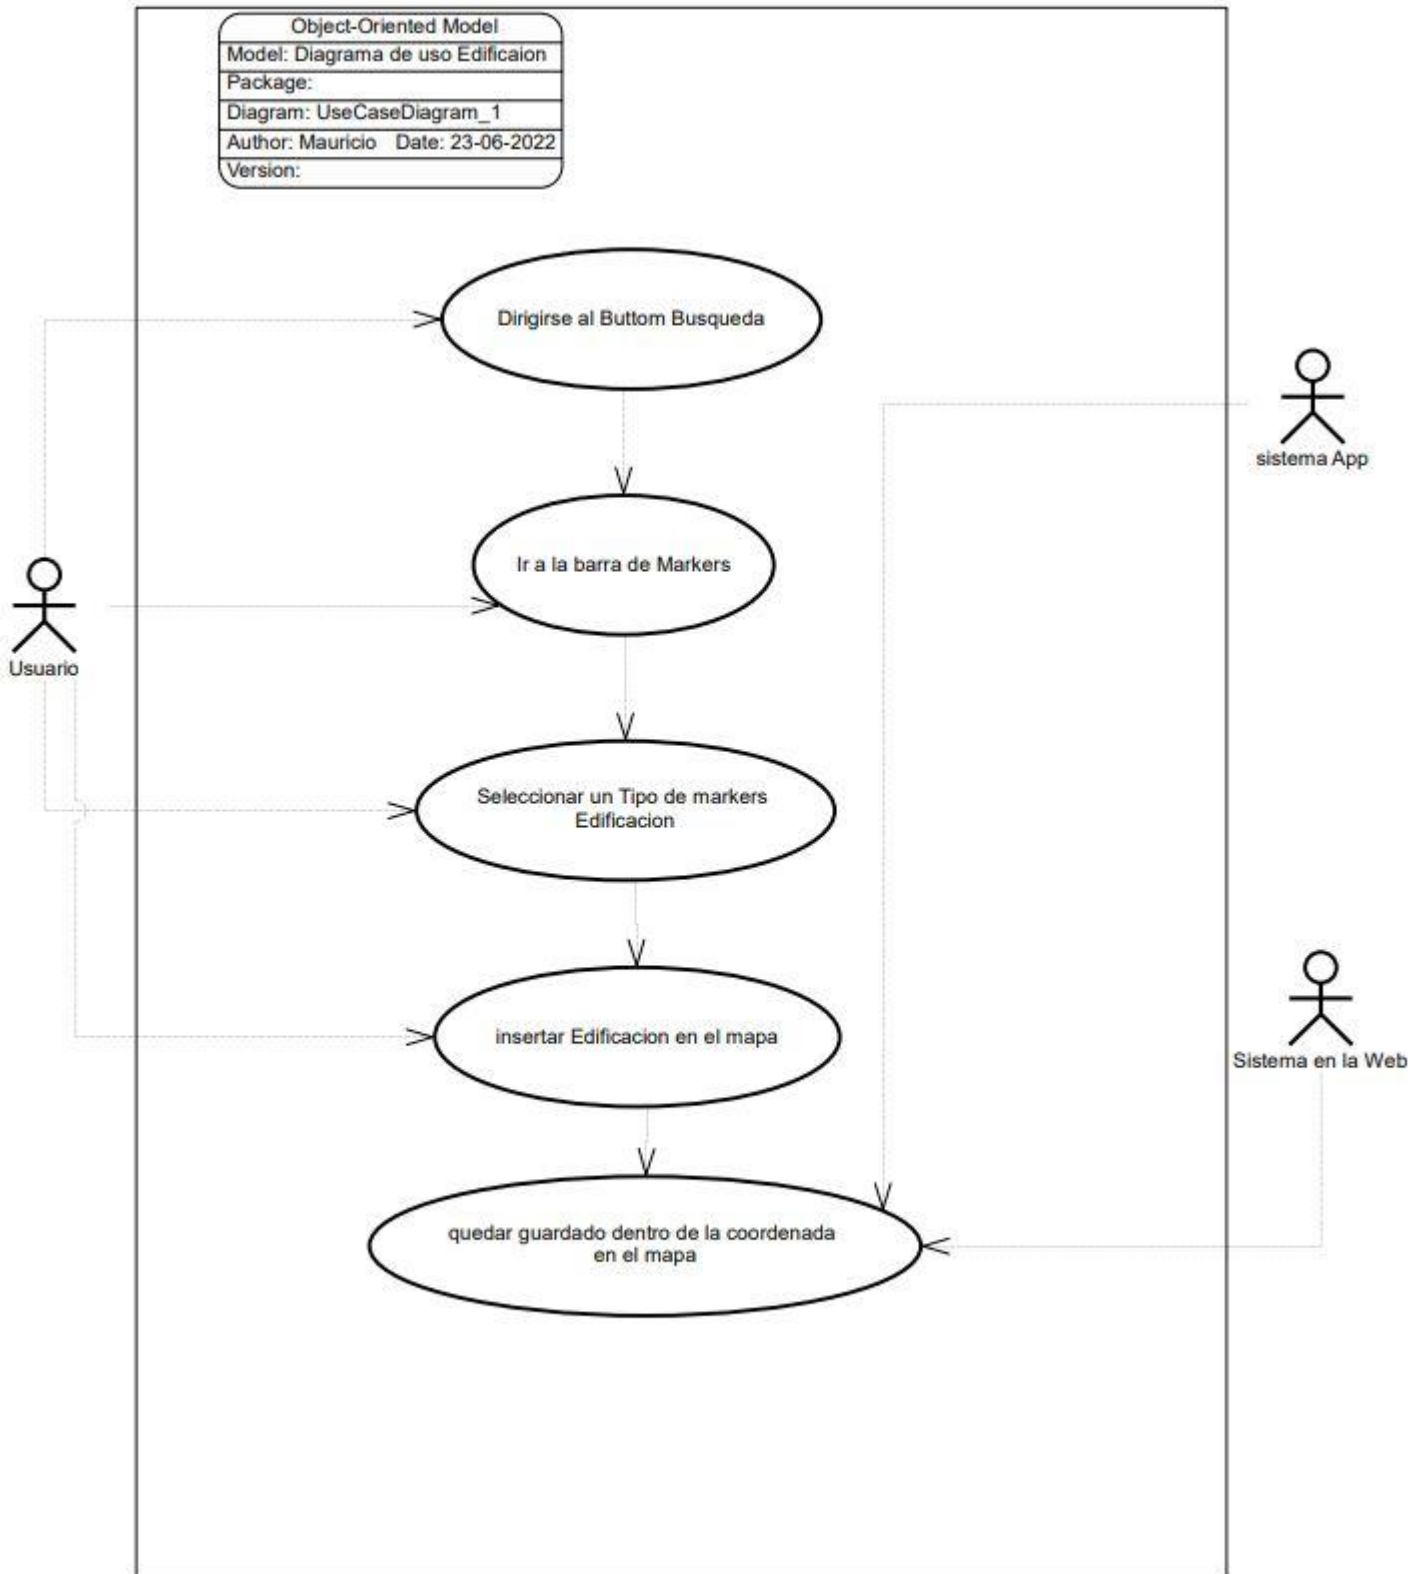 Object-Oriented Model
Model: Diagrama de uso Edificaion
Package:
Diagram: UseCaseDiagram_1
Author: Mauricio Date: 23-06-2022
Version:
Dirigirse al Buttom Busqueda
sistema App
Ir a la barra de Markers
Usuario
Seleccionar un Tipo de markers
Edificacion
insertar Edificacion en el mapa
Sistema en la Web
quedar guardado dentro de la coordenada
en el mapa